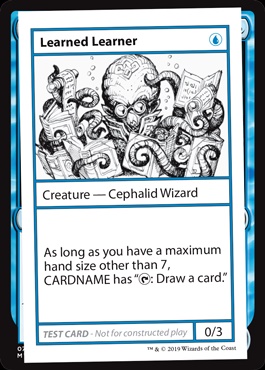 Learned Learner
Creature — Cephalid Wizard
As long as you have a maximum
hand size other than 7,
CARDNAME has “: Draw a card.”
TEST CARD - Not for constructed play
0/3
™ & © 2019 Wizards of the Coast